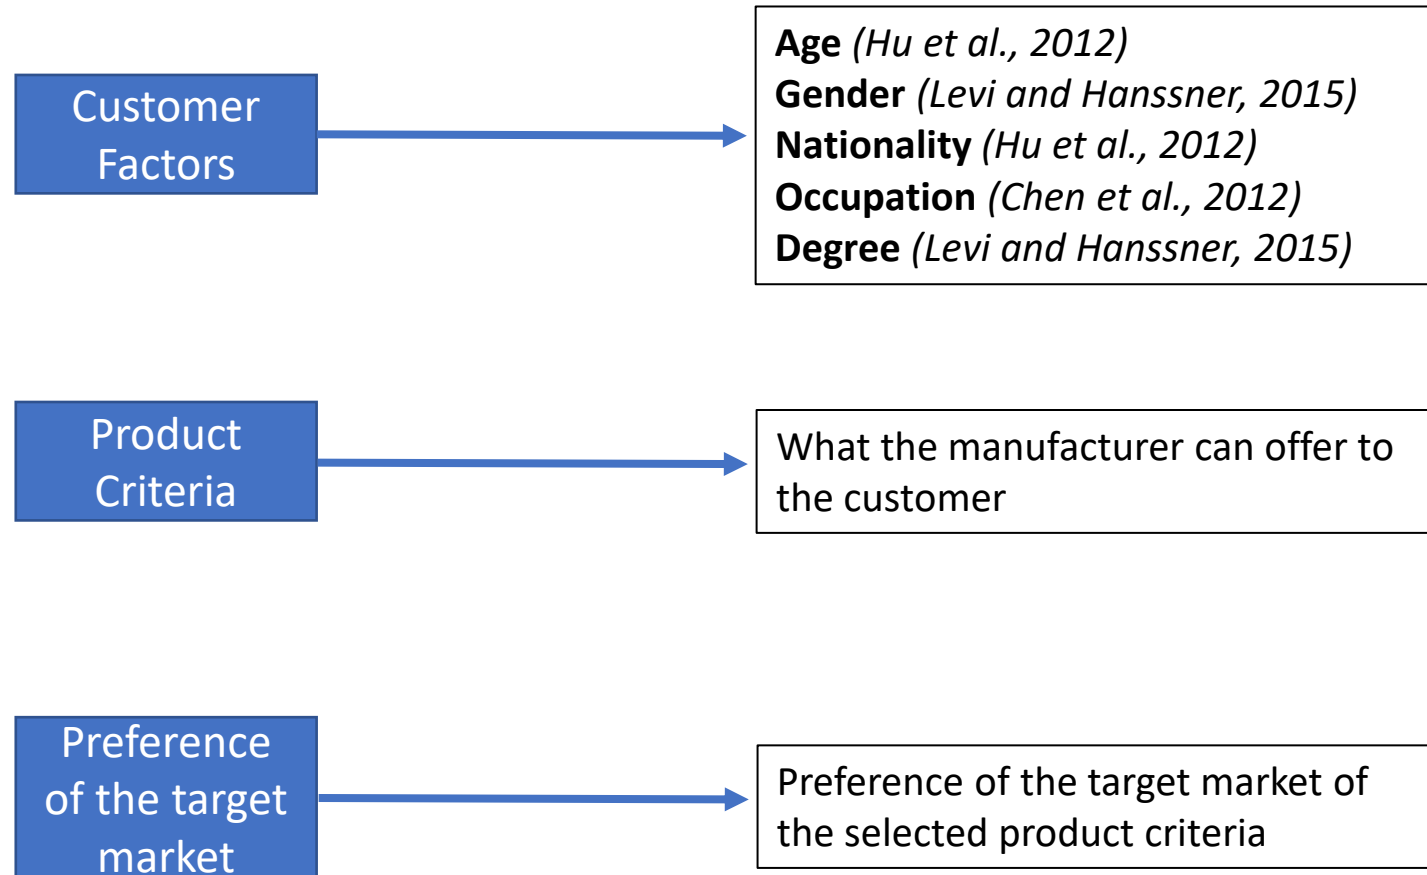 Customer
Factors
Age (Hu et al., 2012)
Gender (Levi and Hanssner, 2015)
Nationality (Hu et al., 2012)
Occupation (Chen et al., 2012)
Degree (Levi and Hanssner, 2015)
Product
Criteria
What the manufacturer can offer to
the customer
Preference
of the target
market
Preference of the target market of
the selected product criteria